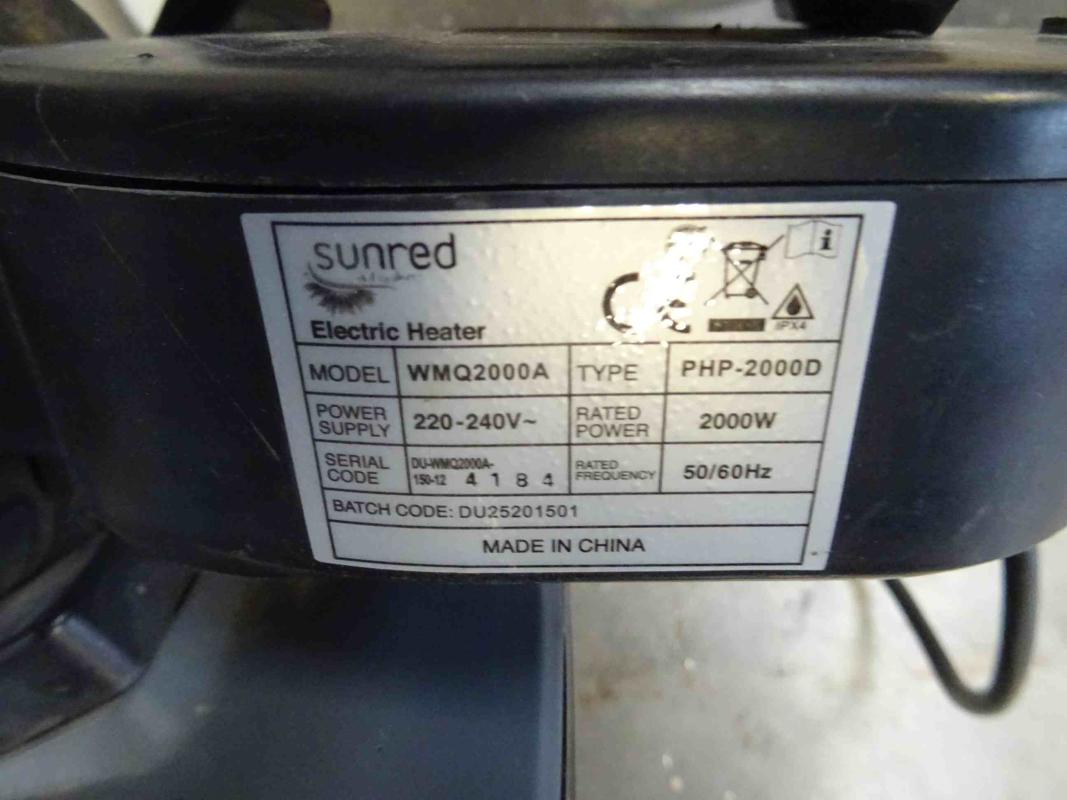 sunred
CE
IPX4
Electric Heater
MODEL WMQ2000A TYPE PHP-2000D
POWER SUPPLY 220-240V~ RATED POWER 2000W
SERIAL CODE DU-WMQ2000A-150-12 4 1 8 4 RATED FREQUENCY 50/60Hz
BATCH CODE: DU25201501
MADE IN CHINA